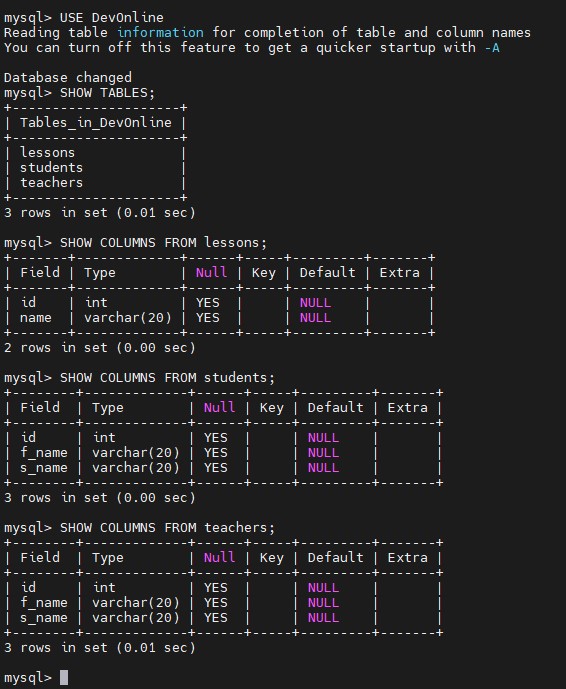 mysql> USE DevOnline
Reading table information for completion of table and column names
You can turn off this feature to get a quicker startup with -A

Database changed
mysql> SHOW TABLES;
+---------------------+
| Tables_in_DevOnline |
+---------------------+
| lessons             |
| students            |
| teachers            |
+---------------------+
3 rows in set (0.01 sec)

mysql> SHOW COLUMNS FROM lessons;
+-------+-------------+------+-----+---------+-------+
| Field | Type        | Null | Key | Default | Extra |
+-------+-------------+------+-----+---------+-------+
| id    | int         | YES  |     | NULL    |       |
| name  | varchar(20) | YES  |     | NULL    |       |
+-------+-------------+------+-----+---------+-------+
2 rows in set (0.00 sec)

mysql> SHOW COLUMNS FROM students;
+--------+-------------+------+-----+---------+-------+
| Field  | Type        | Null | Key | Default | Extra |
+--------+-------------+------+-----+---------+-------+
| id     | int         | YES  |     | NULL    |       |
| f_name | varchar(20) | YES  |     | NULL    |       |
| s_name | varchar(20) | YES  |     | NULL    |       |
+--------+-------------+------+-----+---------+-------+
3 rows in set (0.00 sec)

mysql> SHOW COLUMNS FROM teachers;
+--------+-------------+------+-----+---------+-------+
| Field  | Type        | Null | Key | Default | Extra |
+--------+-------------+------+-----+---------+-------+
| id     | int         | YES  |     | NULL    |       |
| f_name | varchar(20) | YES  |     | NULL    |       |
| s_name | varchar(20) | YES  |     | NULL    |       |
+--------+-------------+------+-----+---------+-------+
3 rows in set (0.01 sec)

mysql>